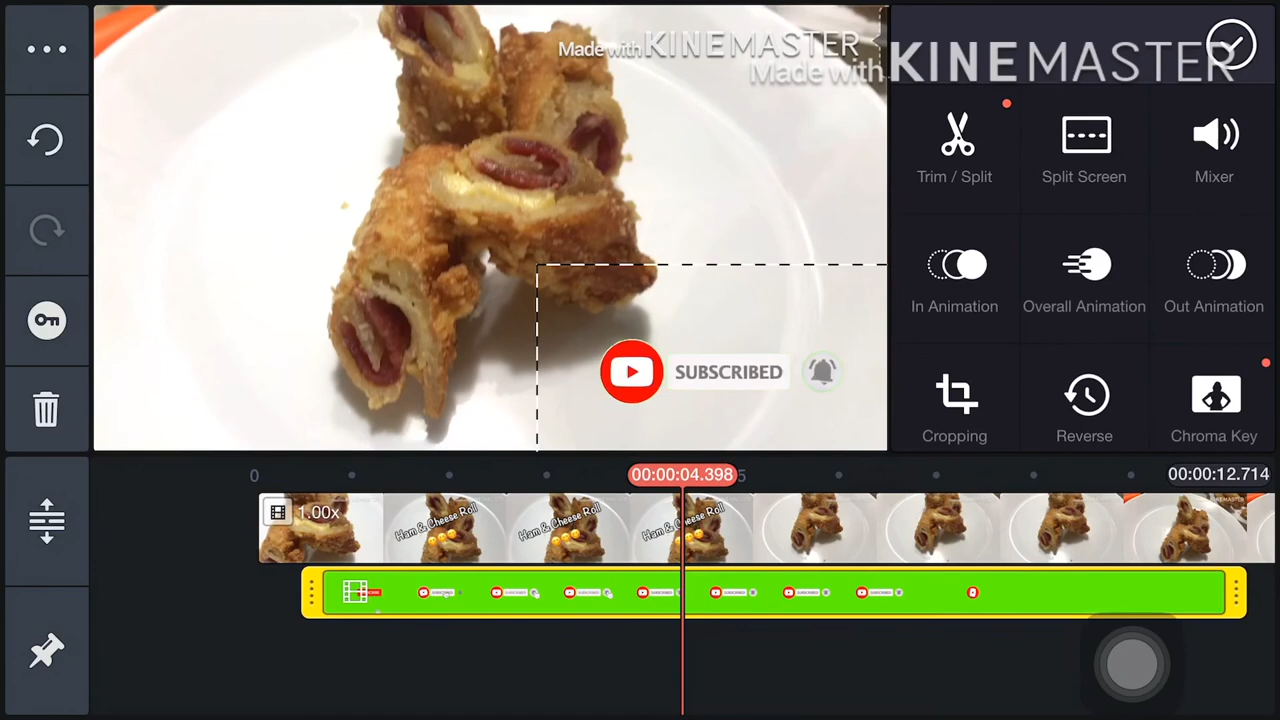 Made with KINEMASTER
Made with KINEMASTER
Trim / Split
Split Screen
Mixer
In Animation
Overall Animation
Out Animation
SUBSCRIBED
Cropping
Reverse
Chroma Key
0
00:00:04.398
5
00:00:12.714
1.00x
Ham & Cheese Roll
Ham & Cheese Roll
Ham & Cheese Roll